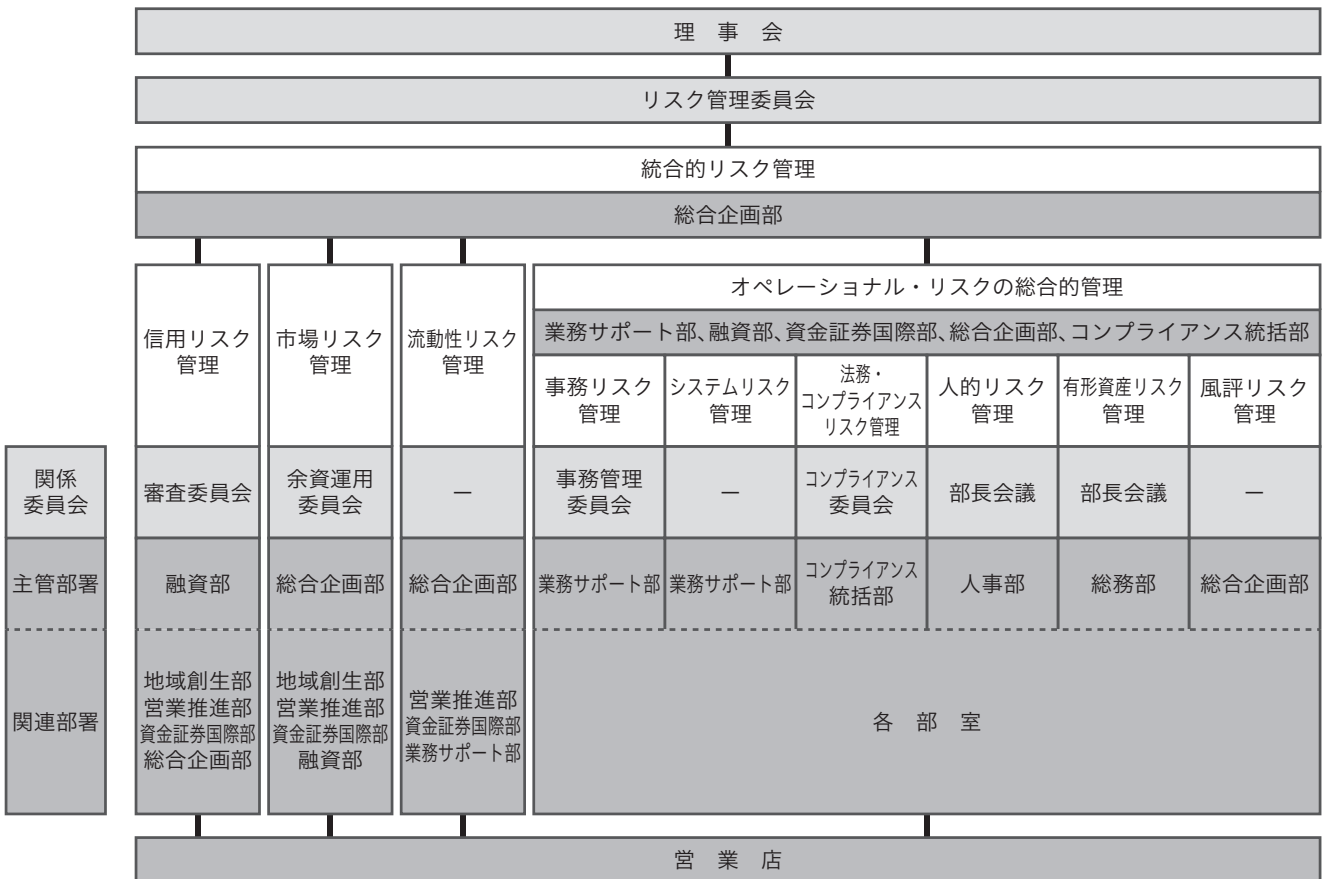 理 事 会
リスク管理委員会
統合的リスク管理
総合企画部
信用リスク
管理
市場リスク
管理
流動性リスク
管理
オペレーショナル・リスクの総合的管理
業務サポート部、融資部、資金証券国際部、総合企画部、コンプライアンス統括部
事務リスク
管理
システムリスク
管理
法務・
コンプライアンス
リスク管理
人的リスク
管理
有形資産リスク
管理
風評リスク
管理
関係
委員会
審査委員会
余資運用
委員会
―
事務管理
委員会
―
コンプライアンス
委員会
部長会議
部長会議
―
主管部署
融資部
総合企画部
総合企画部
業務サポート部
業務サポート部
コンプライアンス
統括部
人事部
総務部
総合企画部
関連部署
地域創生部
営業推進部
資金証券国際部
総合企画部
地域創生部
営業推進部
資金証券国際部
融資部
営業推進部
資金証券国際部
業務サポート部
各 部 室
営 業 店